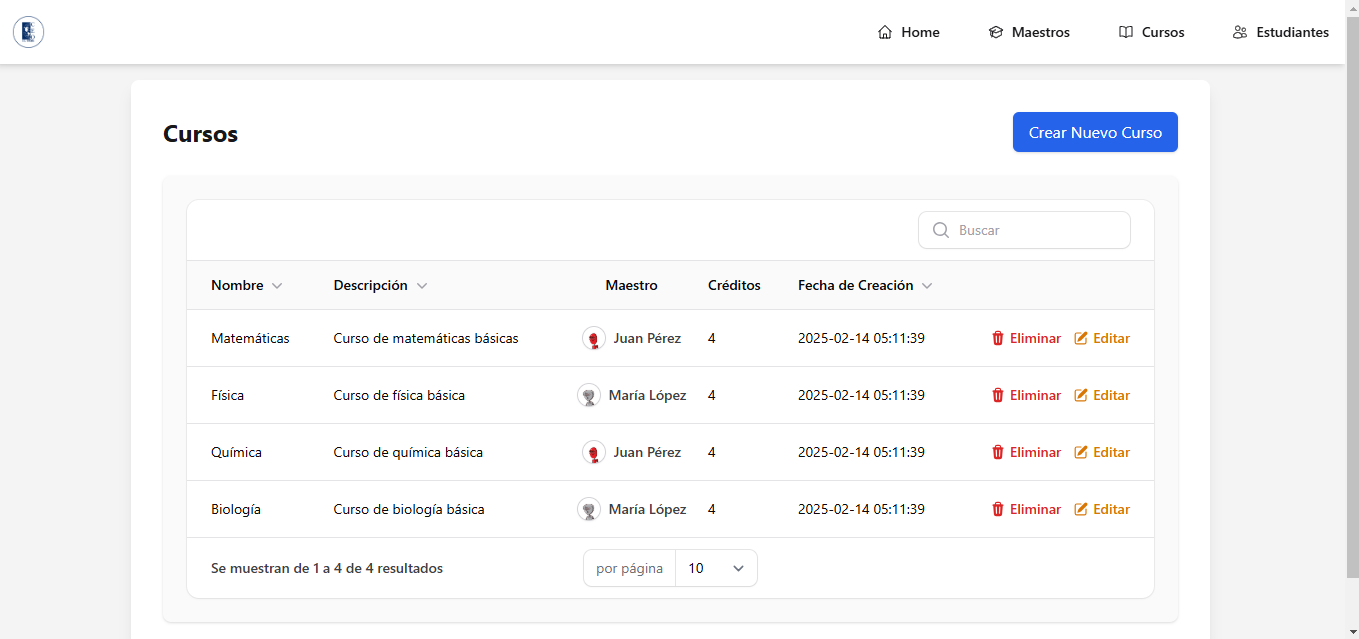 Home Maestros Cursos Estudiantes
Cursos Crear Nuevo Curso
Buscar
Nombre Descripción Maestro Créditos Fecha de Creación
Matemáticas Curso de matemáticas básicas Juan Pérez 4 2025-02-14 05:11:39 Eliminar Editar
Física Curso de física básica María López 4 2025-02-14 05:11:39 Eliminar Editar
Química Curso de química básica Juan Pérez 4 2025-02-14 05:11:39 Eliminar Editar
Biología Curso de biología básica María López 4 2025-02-14 05:11:39 Eliminar Editar
Se muestran de 1 a 4 de 4 resultados por página 10